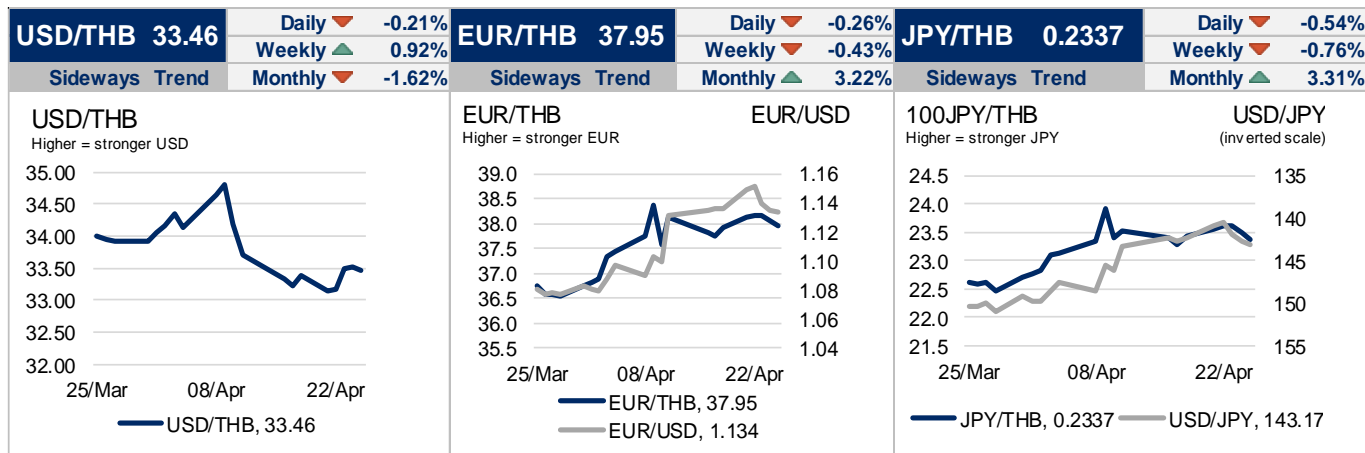 USD/THB 33.46
Daily -0.21%
Weekly 0.92%
Sideways Trend
Monthly -1.62%
USD/THB
Higher = stronger USD
35.00
34.50
34.00
33.50
33.00
32.50
32.00
25/Mar 08/Apr 22/Apr
USD/THB, 33.46
EUR/THB 37.95
Daily -0.26%
Weekly -0.43%
Sideways Trend
Monthly 3.22%
EUR/THB EUR/USD
Higher = stronger EUR
39.0 1.16
38.5 1.14
38.0 1.12
37.5 1.10
37.0 1.08
36.5 1.06
36.0 1.04
35.5
25/Mar 08/Apr 22/Apr
EUR/THB, 37.95
EUR/USD, 1.134
JPY/THB 0.2337
Daily -0.54%
Weekly -0.76%
Sideways Trend
Monthly 3.31%
100JPY/THB USD/JPY
Higher = stronger JPY (inverted scale)
24.5 135
24.0 140
23.5 145
23.0 150
22.5 155
22.0
21.5
25/Mar 08/Apr 22/Apr
JPY/THB, 0.2337 USD/JPY, 143.17